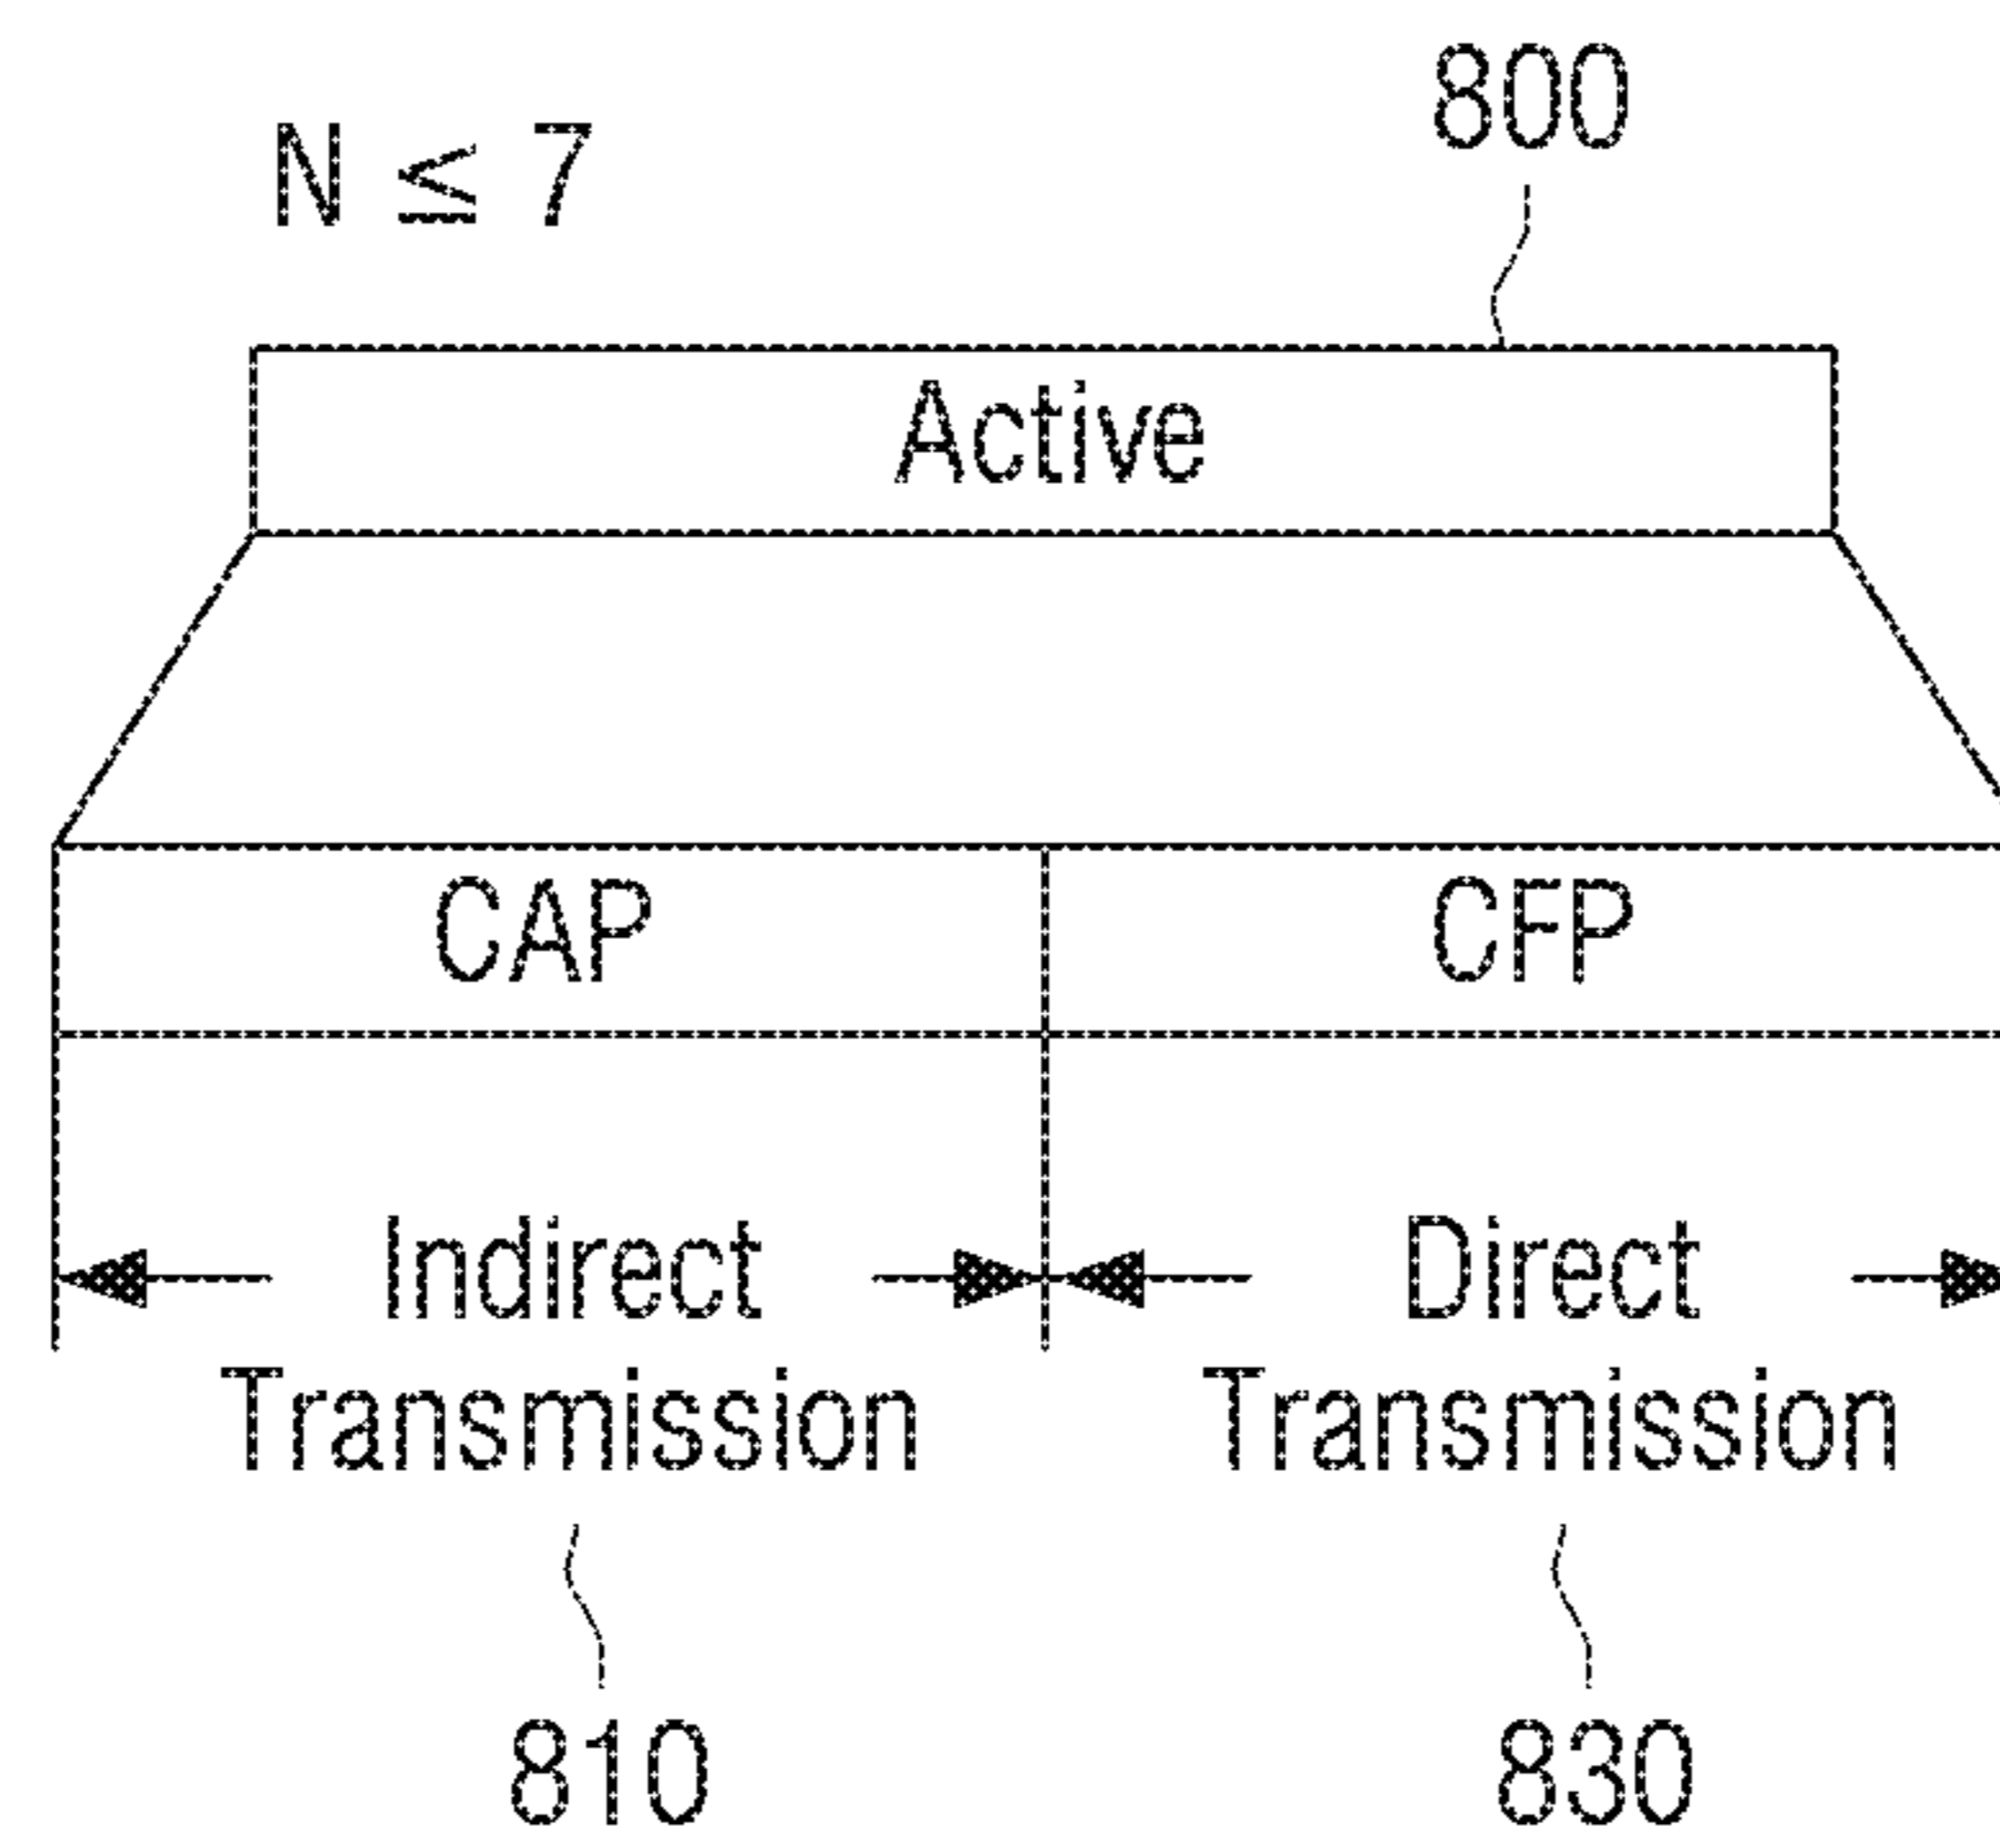 800
N ≦ 7
Active
CAP CFP
Indirect Direct
Transmission Transmission
810 830